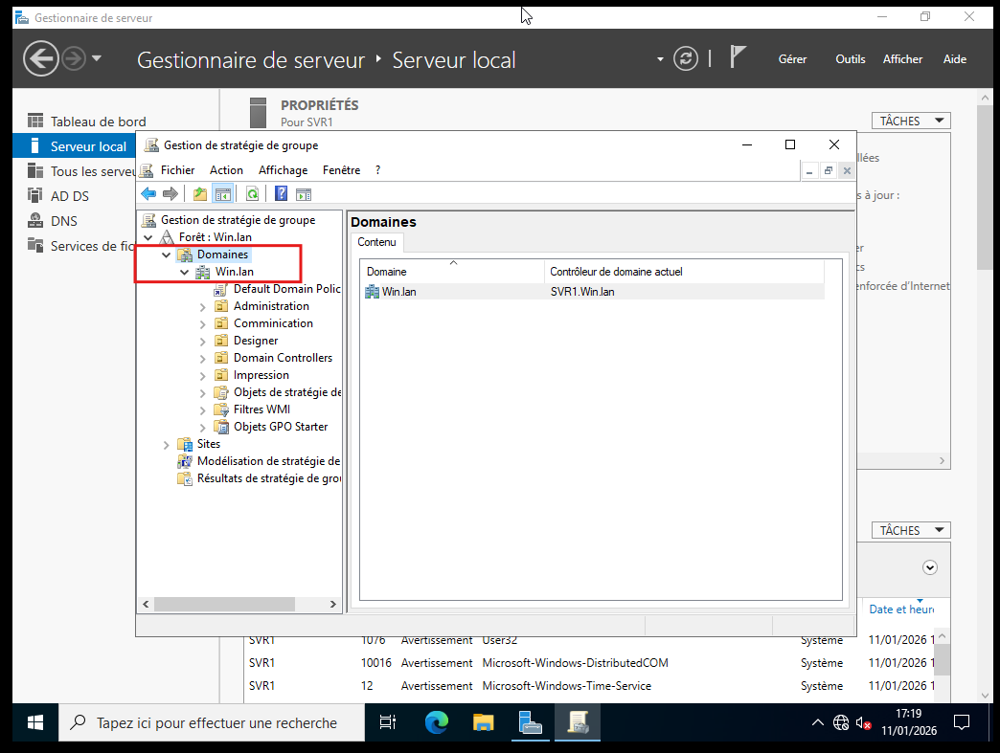 Gestionnaire de serveur
Gestionnaire de serveur • Serveur local
Gérer Outils Afficher Aide
Tableau de bord
Serveur local
Tous les serveu
AD DS
DNS
Services de fic
PROPRIÉTÉS
Pour SVR1
TÂCHES
llées
s à jour :
er
cs
enforcée d'Internet
Gestion de stratégie de groupe
Fichier Action Affichage Fenêtre ?
Gestion de stratégie de groupe
Forêt : Win.lan
Domaines
Win.lan
Default Domain Polic
Administration
Comminication
Designer
Domain Controllers
Impression
Objets de stratégie de
Filtres WMI
Objets GPO Starter
Sites
Modélisation de stratégie de
Résultats de stratégie de grou
Domaines
Contenu
Domaine Contrôleur de domaine actuel
Win.lan SVR1.Win.lan
TÂCHES
Date et heure
SVR1 1076 Avertissement User32 Système 11/01/2026 1
SVR1 10016 Avertissement Microsoft-Windows-DistributedCOM Système 11/01/2026 1
SVR1 12 Avertissement Microsoft-Windows-Time-Service Système 11/01/2026 1
Tapez ici pour effectuer une recherche
17:19
11/01/2026